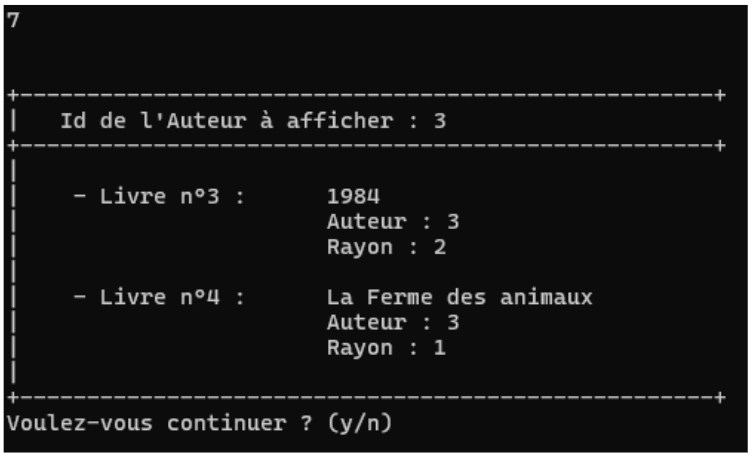 7
+----------------------------------------------------------+
|   Id de l'Auteur à afficher : 3
+----------------------------------------------------------+
|
|    - Livre n°3 :      1984
|                       Auteur : 3
|                       Rayon : 2
|
|    - Livre n°4 :      La Ferme des animaux
|                       Auteur : 3
|                       Rayon : 1
|
+----------------------------------------------------------+
Voulez-vous continuer ? (y/n)